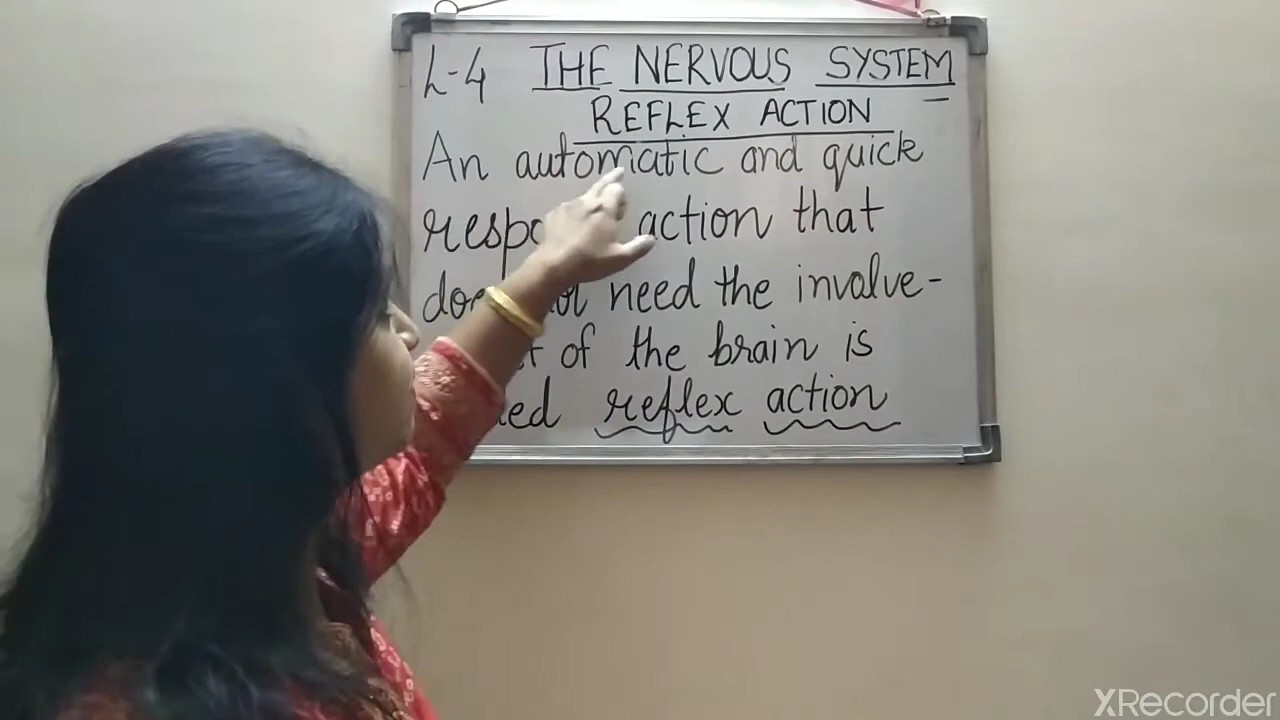 L-4 THE NERVOUS SYSTEM
REFLEX ACTION
An automatic and quick
action that
need the involve-
of the brain is
reflex action
XRecorder